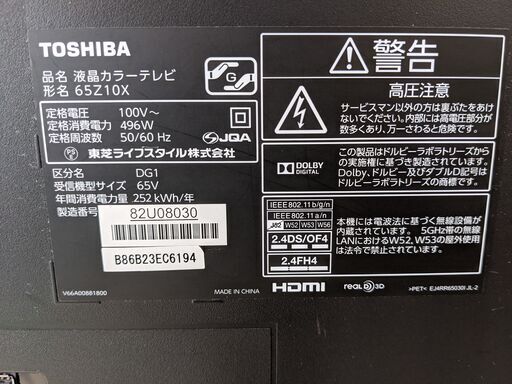 TOSHIBA
品名 液晶カラーテレビ
形名 65Z10X
定格電圧 100V～
定格消費電力 496W
定格周波数 50/60 Hz
JQA
東芝ライフスタイル株式会社
区分名 DG1
受信機型サイズ 65V
年間消費電力量 252 kWh/年
製造番号 82U08030
B86B23EC6194
V66A00881800
MADE IN CHINA
G
警告
高圧注意
サービスマン以外の方は裏ぶたをあけ
ないでください。内部には高電圧部分が
数多くあり、万一さわると危険です。
DOLBY
DIGITAL
この製品はドルビーラボラトリーズから
の実施権に基づき製造されています。
Dolby、ドルビー及びダブルD記号は
ドルビーラボラトリーズの商標です。
IEEE802.11b/g/n
IEEE802.11a/n
J52 W52 W53 W56
2.4DS/OF4
2.4FH4
本機には電波法に基づく無線設備が
内蔵されています。 5GHz帯の無線
LANにおけるW52、W53の屋外使用
は法令で禁止されています。
HDMI
REAL D 3D
>PET< EJ4RR65030I JL-2